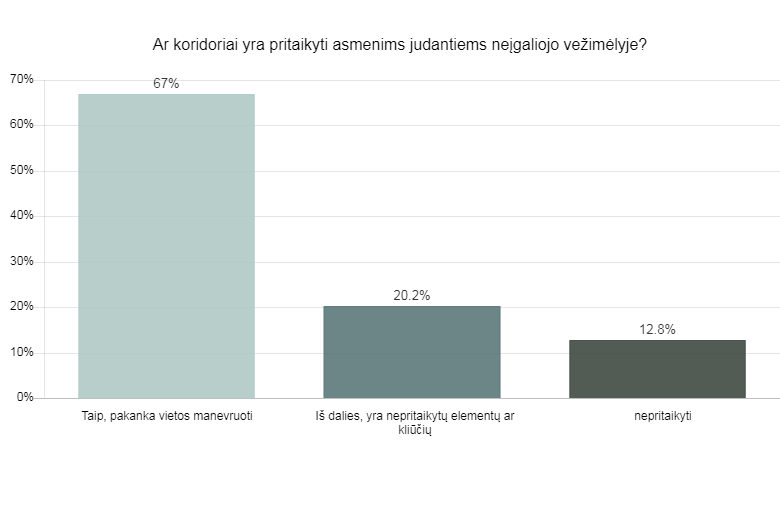 Ar koridoriai yra pritaikyti asmenims judantiems neįgaliojo vežimėlyje?
70%
67%
60%
50%
40%
30%
20.2%
20%
12.8%
10%
0%
Taip, pakanka vietos manevruoti
Iš dalies, yra nepritaikytų elementų ar
kliūčių
nepritaikyti